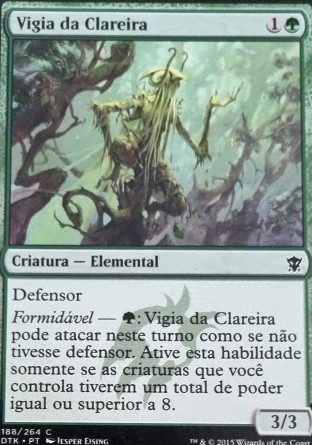 Vigia da Clareira 1
Criatura — Elemental
Defensor
Formidável — : Vigia da Clareira
pode atacar neste turno como se não
tivesse defensor. Ative esta habilidade
somente se as criaturas que você
controla tiverem um total de poder
igual ou superior a 8.
3/3
188/264 C
DTK • PT Jesper Eising
™ & © 2015 Wizards of the Coast